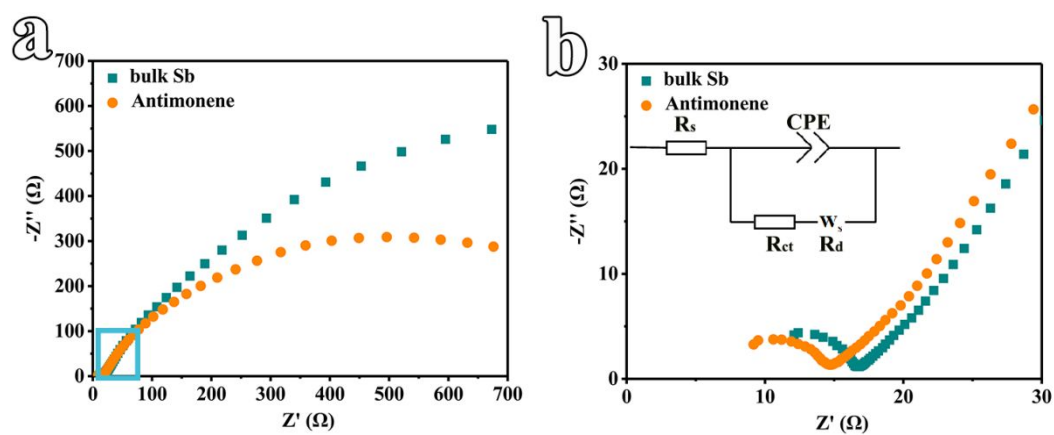 a
700
600
500
400
300
200
100
0
-Z'' (Ω)
bulk Sb
Antimonene
0 100 200 300 400 500 600 700
Z' (Ω)
b
30
20
10
0
-Z'' (Ω)
bulk Sb
Antimonene
Rs
CPE
Ws
Rct
Rd
0 10 20 30
Z' (Ω)